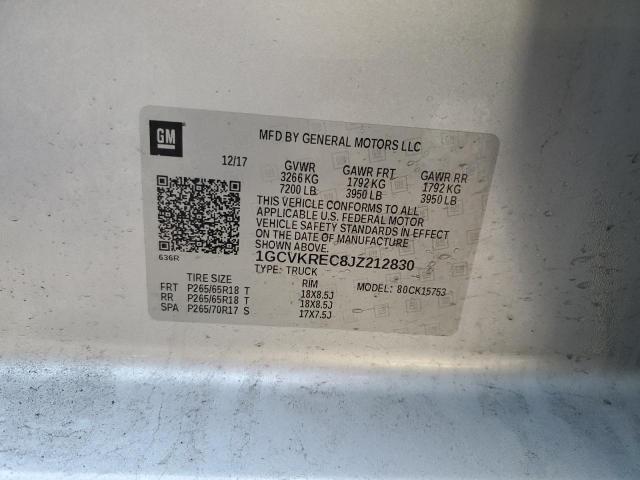 GM
MFD BY GENERAL MOTORS LLC
12/17 GVWR GAWR FRT GAWR RR
3266 KG 1792 KG 1792 KG
7200 LB 3950 LB 3950 LB
THIS VEHICLE CONFORMS TO ALL
APPLICABLE U.S. FEDERAL MOTOR
VEHICLE SAFETY STANDARDS IN EFFECT
ON THE DATE OF MANUFACTURE
SHOWN ABOVE.
636R 1GCVKREC8JZ212830
TYPE: TRUCK
TIRE SIZE RIM MODEL: 80CK15753
FRT P265/65R18 T 18X8.5J
RR P265/65R18 T 18X8.5J
SPA P265/70R17 S 17X7.5J